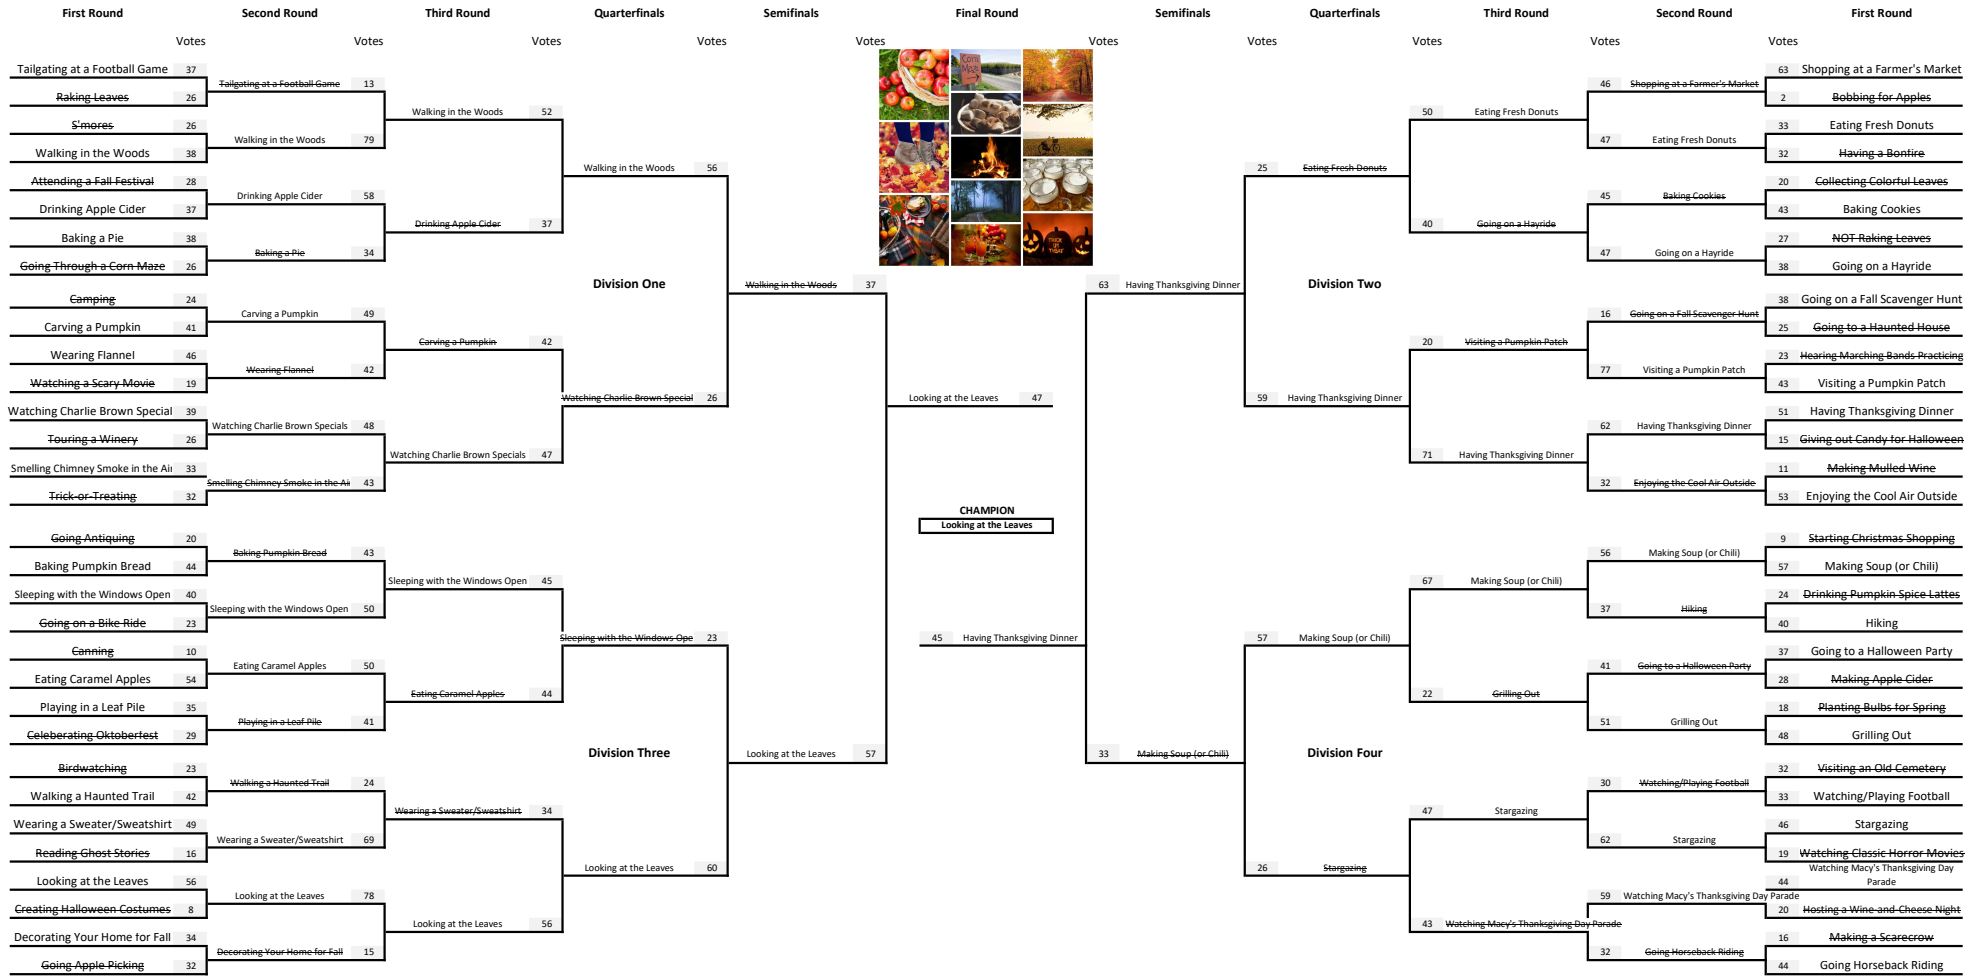 First Round Second Round Third Round Quarterfinals Semifinals Final Round Semifinals Quarterfinals Third Round Second Round First Round
Votes Votes Votes Votes Votes Votes Votes Votes Votes Votes
Tailgating at a Football Game 37
Raking Leaves 26
S'mores 26
Walking in the Woods 38
Attending a Fall Festival 28
Drinking Apple Cider 37
Baking a Pie 38
Going Through a Corn Maze 26
Camping 24
Carving a Pumpkin 41
Wearing Flannel 46
Watching a Scary Movie 19
Watching Charlie Brown Special 39
Touring a Winery 26
Smelling Chimney Smoke in the Air 33
Trick-or-Treating 32
Going Antiquing 20
Baking Pumpkin Bread 44
Sleeping with the Windows Open 40
Going on a Bike Ride 23
Canning 10
Eating Caramel Apples 54
Playing in a Leaf Pile 35
Celeberating Oktoberfest 29
Birdwatching 23
Walking a Haunted Trail 42
Wearing a Sweater/Sweatshirt 49
Reading Ghost Stories 16
Looking at the Leaves 56
Creating Halloween Costumes 8
Decorating Your Home for Fall 34
Going Apple Picking 32
Tailgating at a Football Game 13
Walking in the Woods 79
Drinking Apple Cider 58
Baking a Pie 34
Carving a Pumpkin 49
Wearing Flannel 42
Watching Charlie Brown Specials 48
Smelling Chimney Smoke in the Ai 43
Baking Pumpkin Bread 43
Sleeping with the Windows Open 50
Eating Caramel Apples 50
Playing in a Leaf Pile 41
Walking a Haunted Trail 24
Wearing a Sweater/Sweatshirt 69
Looking at the Leaves 78
Decorating Your Home for Fall 15
Walking in the Woods 52
Drinking Apple Cider 37
Carving a Pumpkin 42
Watching Charlie Brown Specials 47
Sleeping with the Windows Open 45
Eating Caramel Apples 44
Wearing a Sweater/Sweatshirt 34
Looking at the Leaves 56
Walking in the Woods 56
Division One
Watching Charlie Brown Special 26
Sleeping with the Windows Ope 23
Division Three
Looking at the Leaves 60
Walking in the Woods 37
Looking at the Leaves 57
Corn
Maze
TRICK
OR
TREAT
Looking at the Leaves 47
CHAMPION
Looking at the Leaves
45 Having Thanksgiving Dinner
63 Having Thanksgiving Dinner
33 Making Soup (or Chili)
25 Eating Fresh Donuts
Division Two
59 Having Thanksgiving Dinner
57 Making Soup (or Chili)
Division Four
26 Stargazing
50 Eating Fresh Donuts
40 Going on a Hayride
20 Visiting a Pumpkin Patch
71 Having Thanksgiving Dinner
67 Making Soup (or Chili)
22 Grilling Out
47 Stargazing
43 Watching Macy's Thanksgiving Day Parade
46 Shopping at a Farmer's Market
47 Eating Fresh Donuts
45 Baking Cookies
47 Going on a Hayride
16 Going on a Fall Scavenger Hunt
77 Visiting a Pumpkin Patch
62 Having Thanksgiving Dinner
32 Enjoying the Cool Air Outside
56 Making Soup (or Chili)
37 Hiking
41 Going to a Halloween Party
51 Grilling Out
30 Watching/Playing Football
62 Stargazing
59 Watching Macy's Thanksgiving Day Parade
32 Going Horseback Riding
63 Shopping at a Farmer's Market
2 Bobbing for Apples
33 Eating Fresh Donuts
32 Having a Bonfire
20 Collecting Colorful Leaves
43 Baking Cookies
27 NOT Raking Leaves
38 Going on a Hayride
38 Going on a Fall Scavenger Hunt
25 Going to a Haunted House
23 Hearing Marching Bands Practicing
43 Visiting a Pumpkin Patch
51 Having Thanksgiving Dinner
15 Giving out Candy for Halloween
11 Making Mulled Wine
53 Enjoying the Cool Air Outside
9 Starting Christmas Shopping
57 Making Soup (or Chili)
24 Drinking Pumpkin Spice Lattes
40 Hiking
37 Going to a Halloween Party
28 Making Apple Cider
18 Planting Bulbs for Spring
48 Grilling Out
32 Visiting an Old Cemetery
33 Watching/Playing Football
46 Stargazing
19 Watching Classic Horror Movies
Watching Macy's Thanksgiving Day
44 Parade
20 Hosting a Wine and Cheese Night
16 Making a Scarecrow
44 Going Horseback Riding